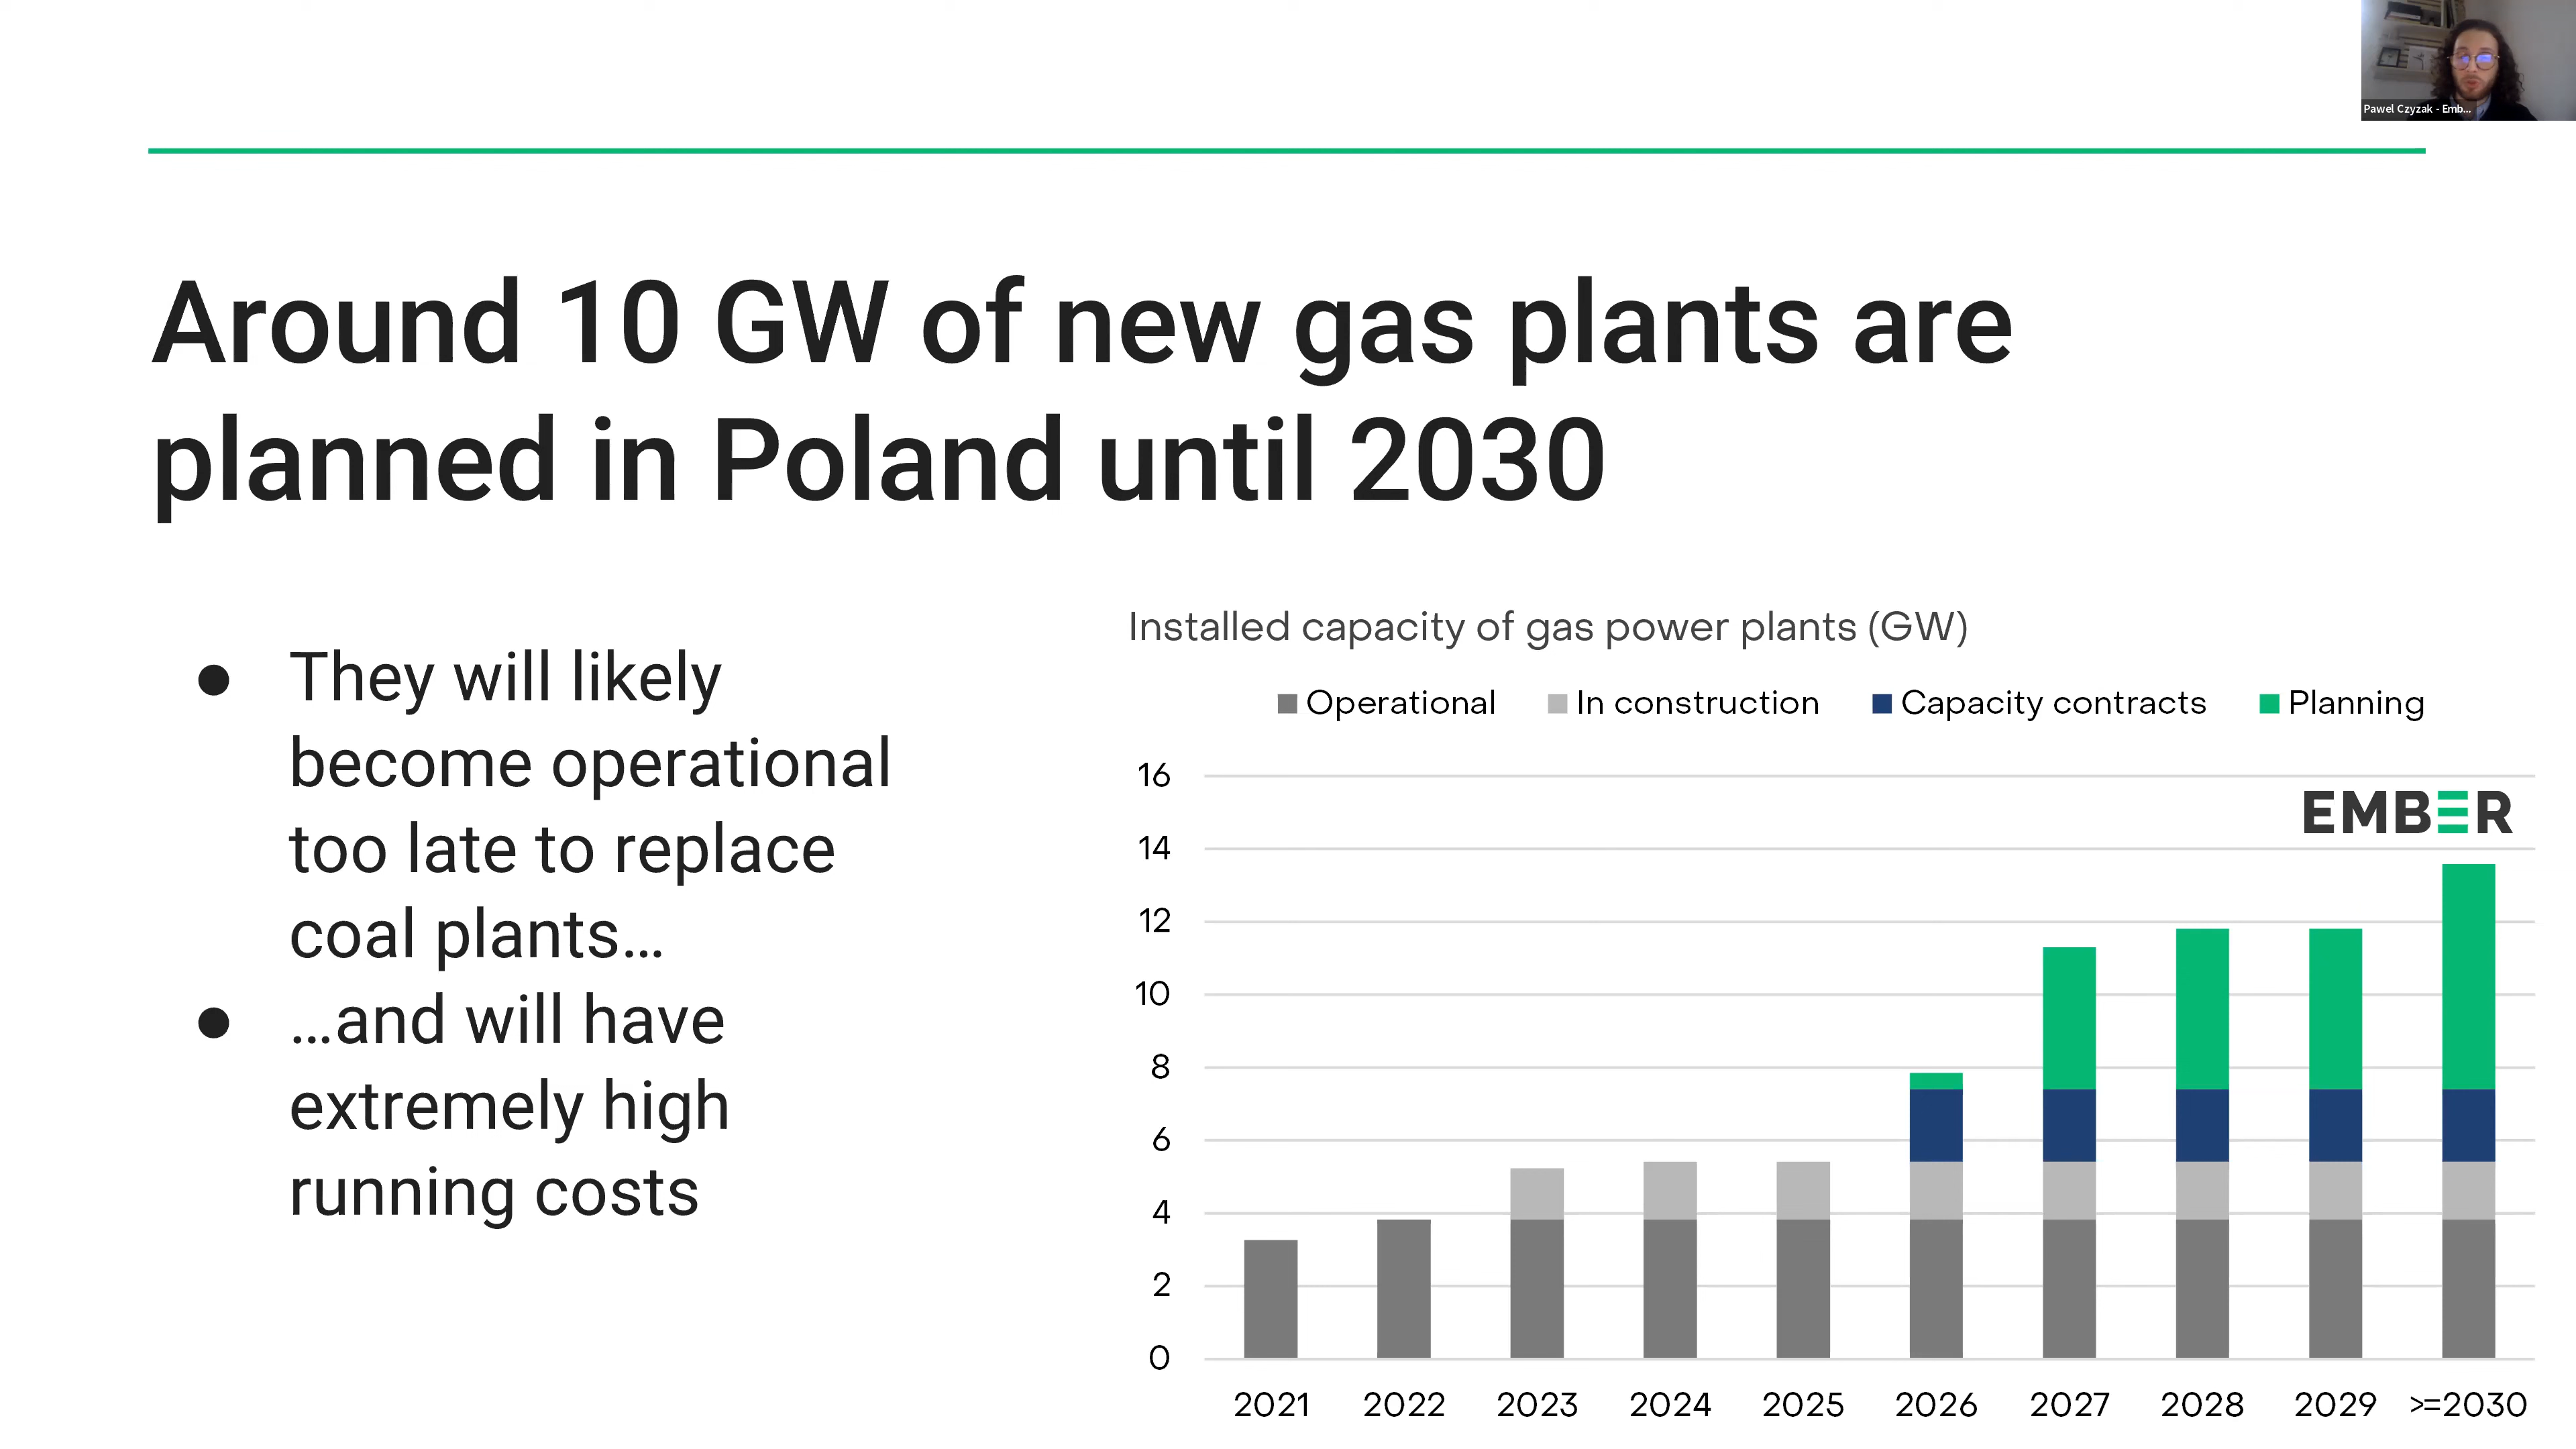 Pawel Czyzak - Emb...
Around 10 GW of new gas plants are
planned in Poland until 2030
● They will likely
become operational
too late to replace
coal plants...
● ...and will have
extremely high
running costs
Installed capacity of gas power plants (GW)
Operational In construction Capacity contracts Planning
16
EMBER
14
12
10
8
6
4
2
0
2021 2022 2023 2024 2025 2026 2027 2028 2029 >=2030